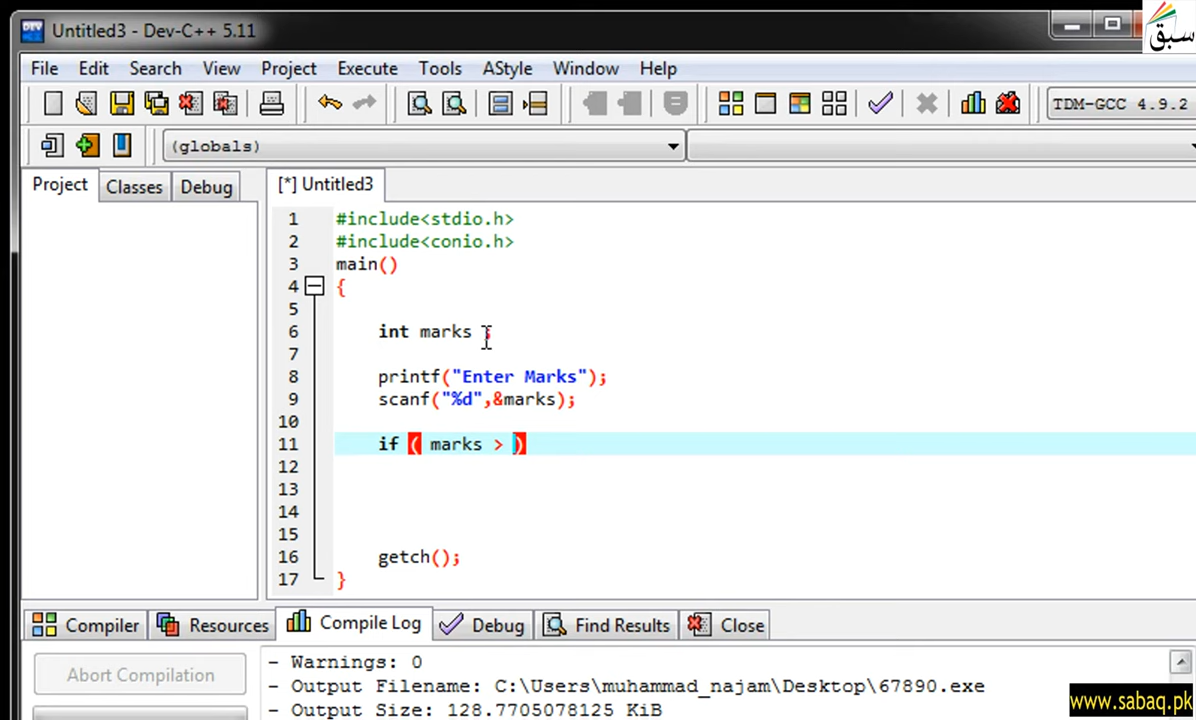 Untitled3 - Dev-C++ 5.11
سبق
File Edit Search View Project Execute Tools AStyle Window Help
TDM-GCC 4.9.2
(globals)
Project Classes Debug [*] Untitled3
1 #include<stdio.h>
2 #include<conio.h>
3 main()
4 {
5
6 int marks ;
7
8 printf("Enter Marks");
9 scanf("%d",&marks);
10
11 if ( marks > )
12
13
14
15
16 getch();
17 }
Compiler Resources Compile Log Debug Find Results Close
Abort Compilation
- Warnings: 0
- Output Filename: C:\Users\muhammad_najam\Desktop\67890.exe
- Output Size: 128.7705078125 KiB
www.sabaq.pk